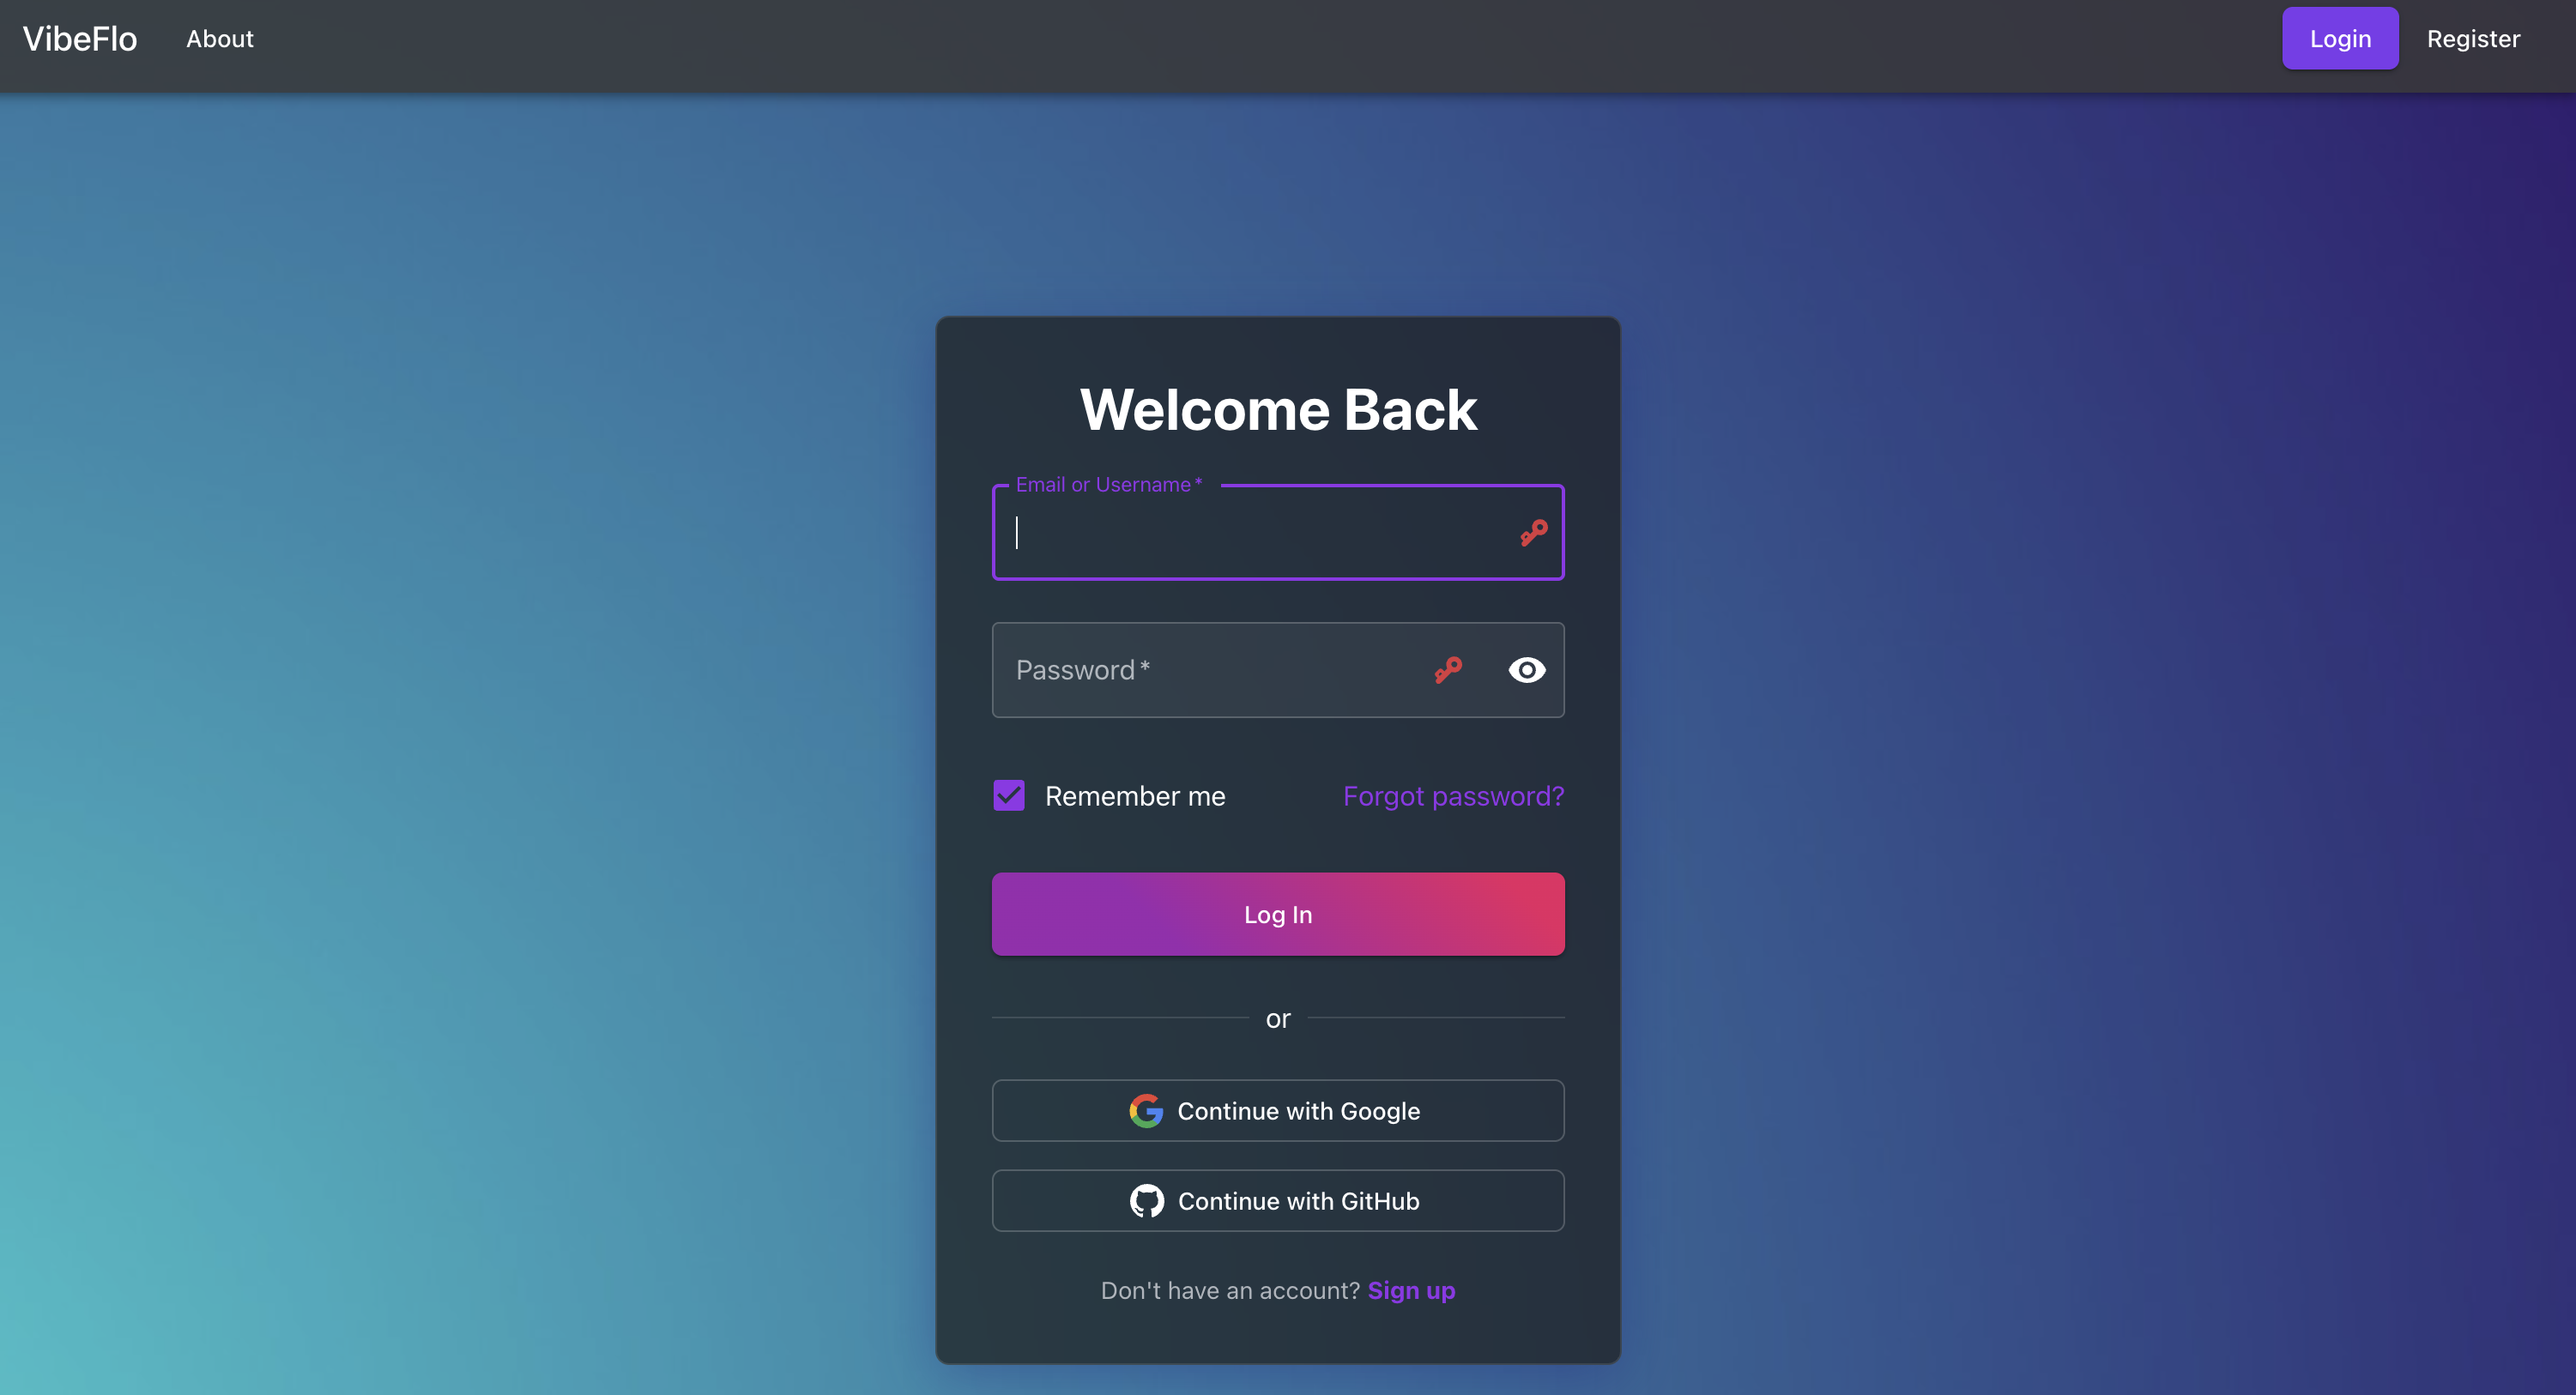 VibeFlo About Login Register
Welcome Back
Email or Username *
Password *
Remember me Forgot password?
Log In
or
Continue with Google
Continue with GitHub
Don't have an account? Sign up